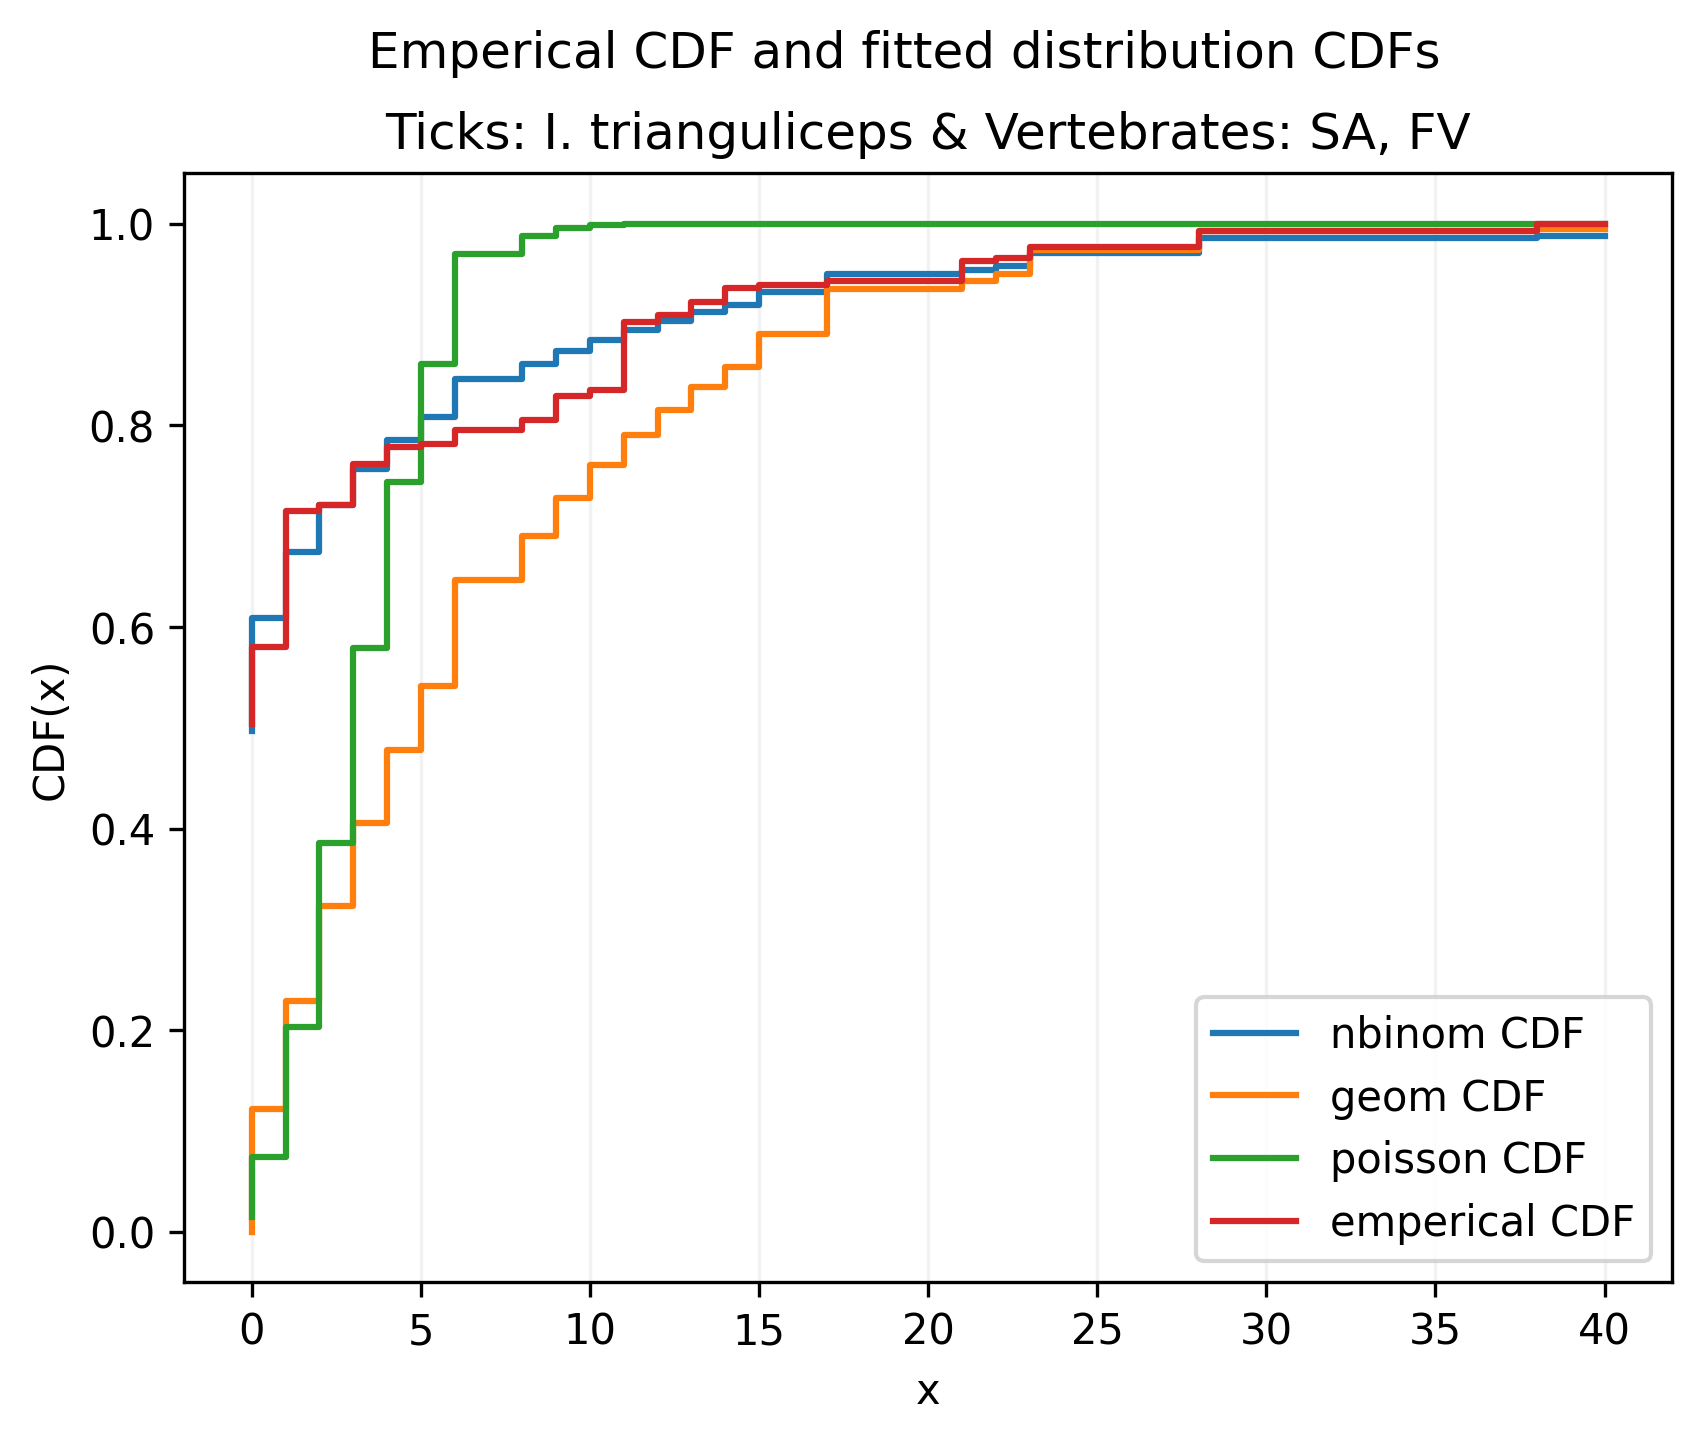 Emperical CDF and fitted distribution CDFs
Ticks: I. trianguliceps & Vertebrates: SA, FV
1.0
0.8
0.6
0.4
0.2
0.0
CDF(x)
nbinom CDF
geom CDF
poisson CDF
emperical CDF
0 5 10 15 20 25 30 35 40
x